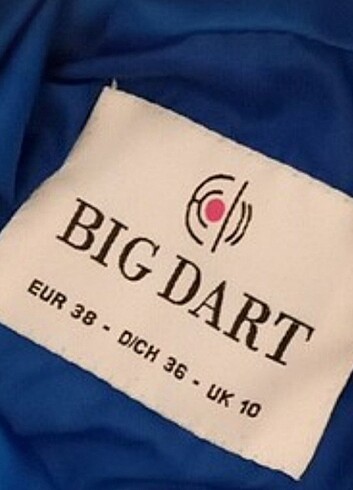 BIG DART
EUR 38 - D/CH 36 - UK 10